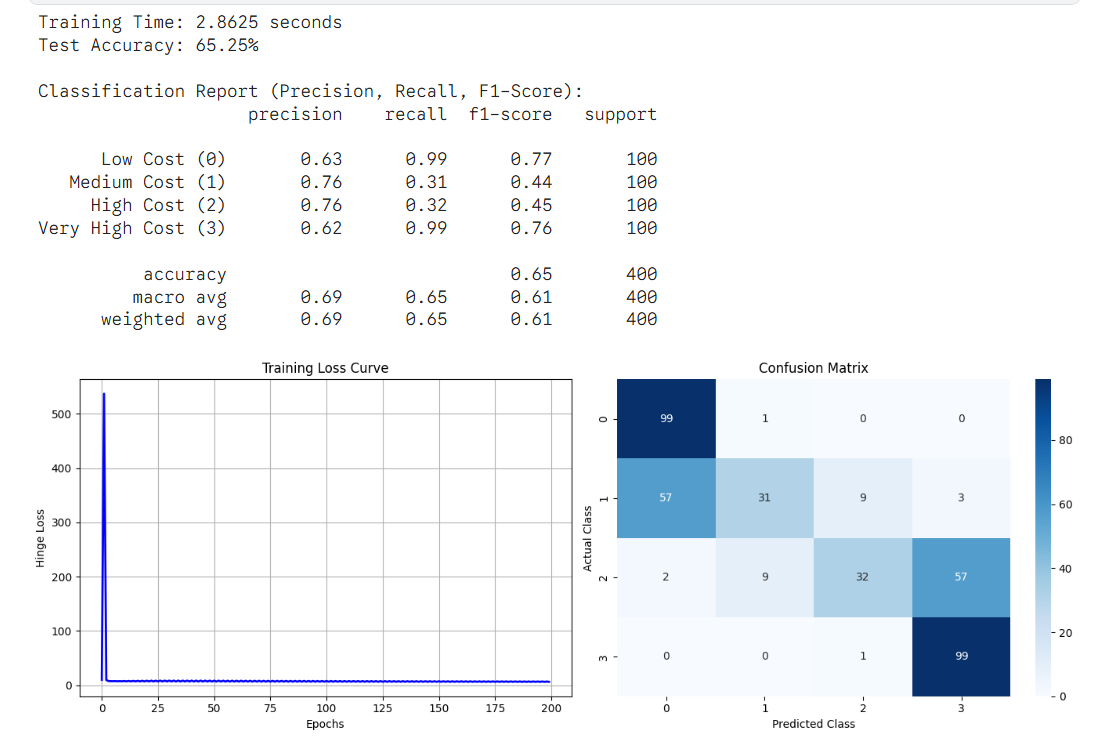 Training Time: 2.8625 seconds
Test Accuracy: 65.25%
Classification Report (Precision, Recall, F1-Score):
precision recall f1-score support
Low Cost (0) 0.63 0.99 0.77 100
Medium Cost (1) 0.76 0.31 0.44 100
High Cost (2) 0.76 0.32 0.45 100
Very High Cost (3) 0.62 0.99 0.76 100
accuracy 0.65 400
macro avg 0.69 0.65 0.61 400
weighted avg 0.69 0.65 0.61 400
Training Loss Curve
500
400
300
200
100
0
Hinge Loss
0 25 50 75 100 125 150 175 200
Epochs
Confusion Matrix
0 99 1 0 0
1 57 31 9 3
2 2 9 32 57
3 0 0 1 99
Actual Class
0 1 2 3
Predicted Class
80
60
40
20
0